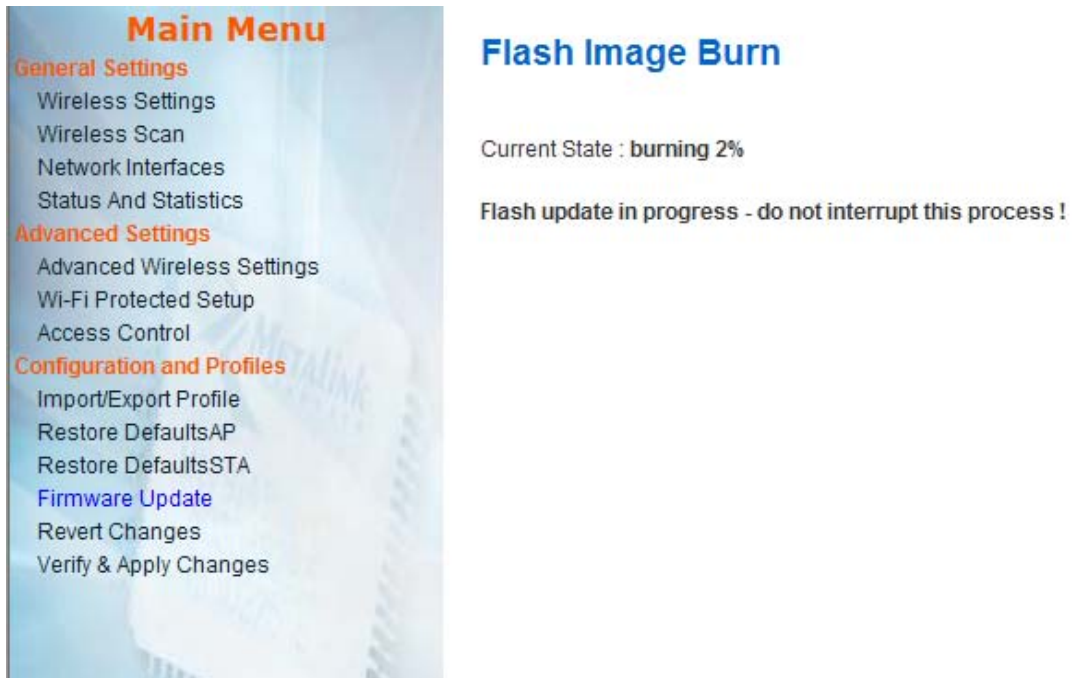 Main Menu
General Settings
Wireless Settings
Wireless Scan
Network Interfaces
Status And Statistics
Advanced Settings
Advanced Wireless Settings
Wi-Fi Protected Setup
Access Control
Configuration and Profiles
Import/Export Profile
Restore DefaultsAP
Restore DefaultsSTA
Firmware Update
Revert Changes
Verify & Apply Changes
Metalink
Flash Image Burn
Current State : burning 2%
Flash update in progress - do not interrupt this process !